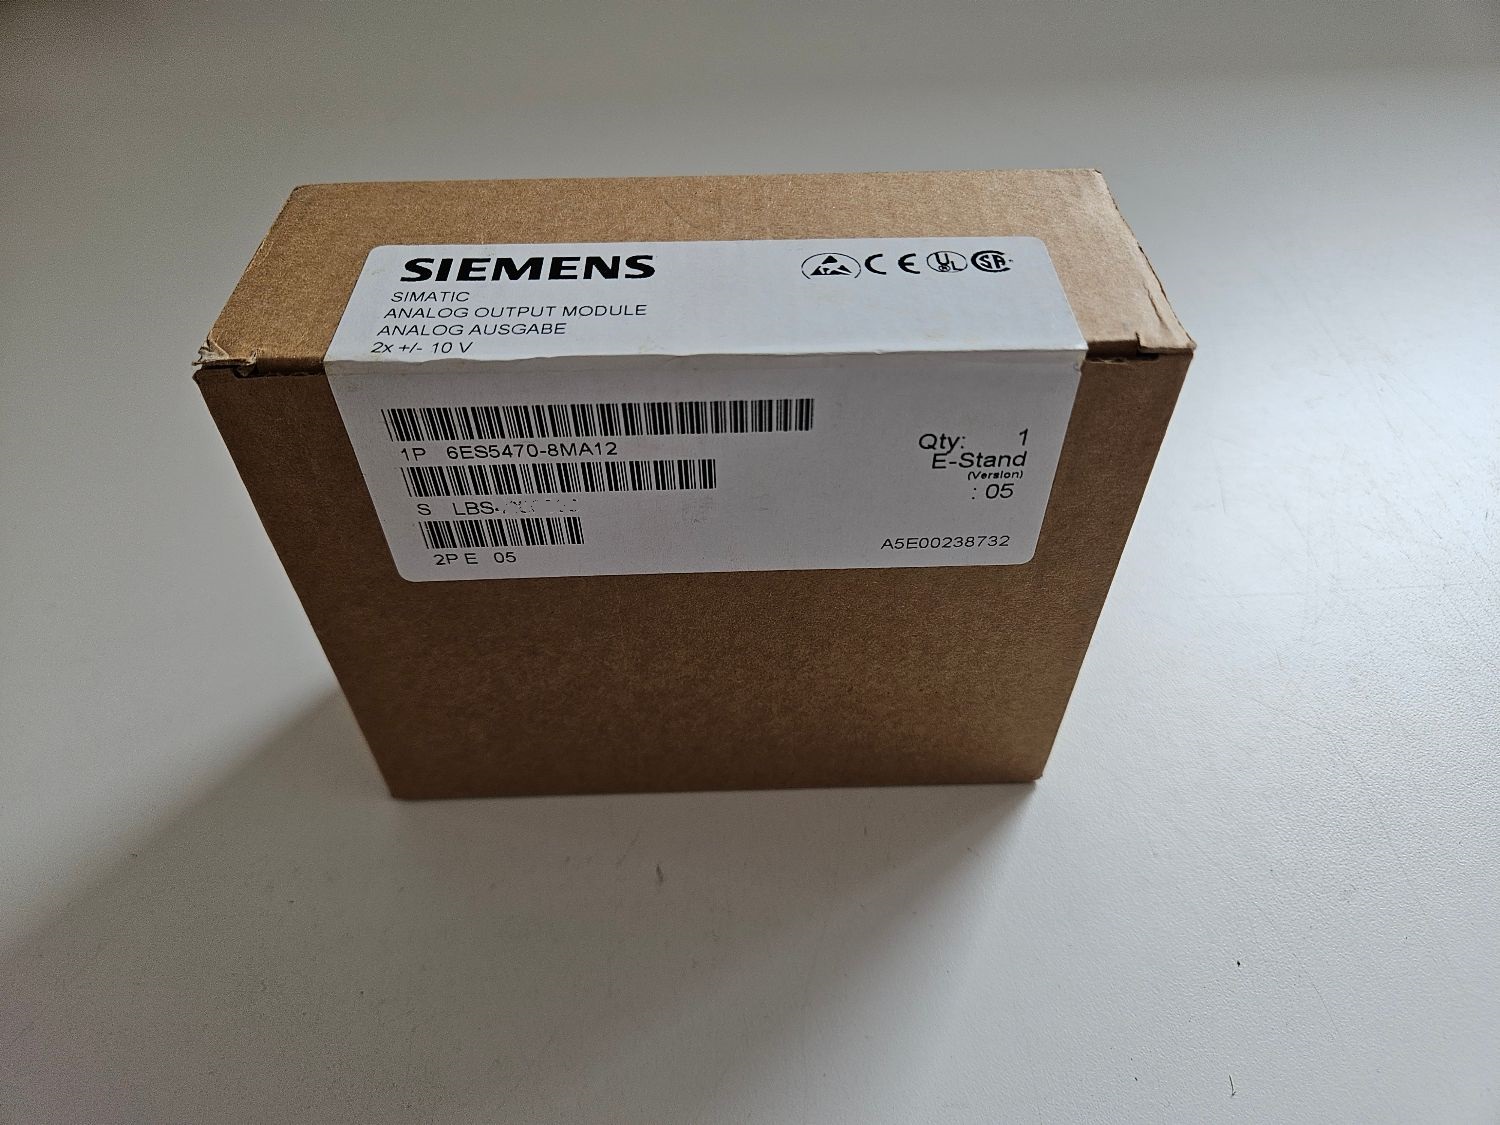 SIEMENS
SIMATIC
ANALOG OUTPUT MODULE
ANALOG AUSGABE
2x +/- 10 V
1P 6ES5470-8MA12
S LBS
2P E 05
Qty: 1
E-Stand
(Version)
: 05
A5E00238732